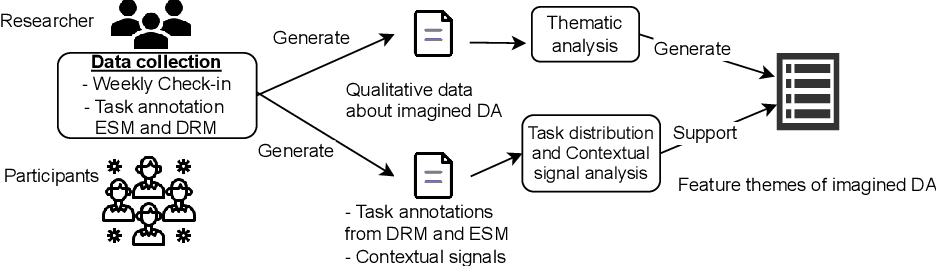 Researcher
Data collection
- Weekly Check-in
- Task annotation
ESM and DRM
Participants
Generate
Generate
Qualitative data
about imagined DA
- Task annotations
from DRM and ESM
- Contextual signals
Thematic
analysis
Task distribution
and Contextual
signal analysis
Generate
Support
Feature themes of imagined DA